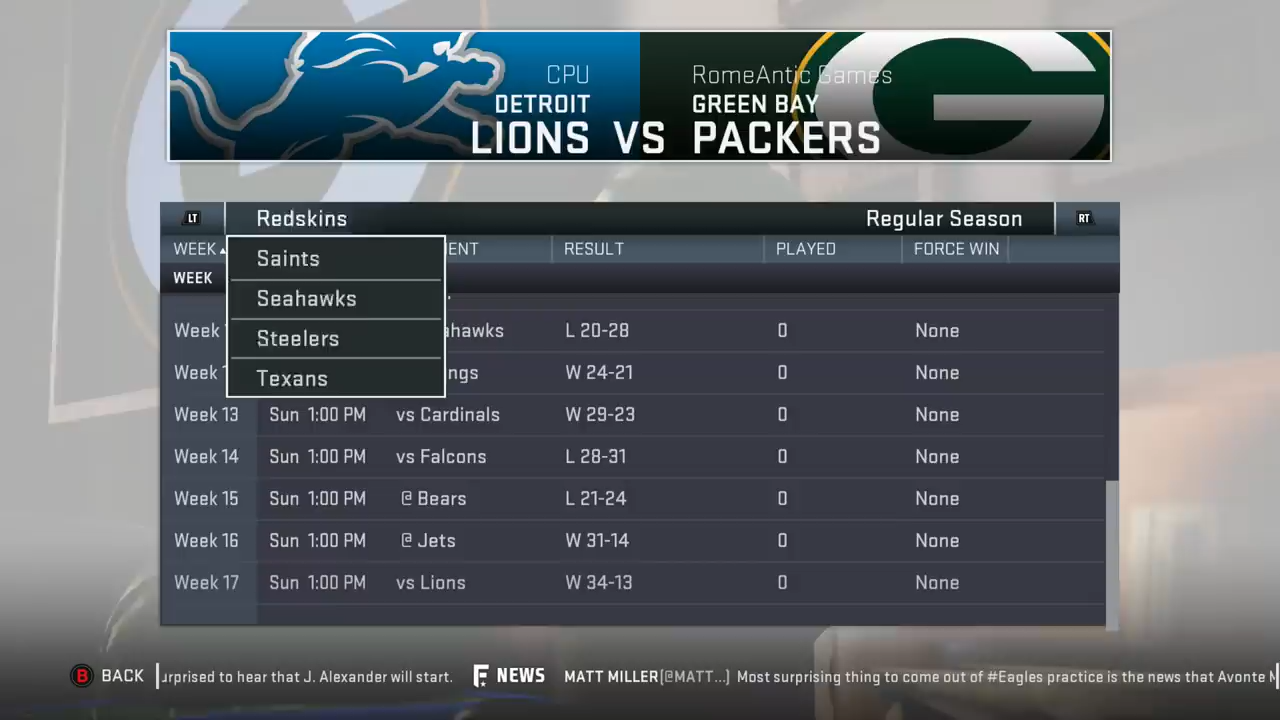 CPU
DETROIT
LIONS VS PACKERS
RomeAntic Games
GREEN BAY
LT Redskins Regular Season RT
WEEK RESULT PLAYED FORCE WIN
WEEK
Saints
Seahawks
Steelers
Texans
Week L 20-28 0 None
Week W 24-21 0 None
Week 13 Sun 1:00 PM vs Cardinals W 29-23 0 None
Week 14 Sun 1:00 PM vs Falcons L 28-31 0 None
Week 15 Sun 1:00 PM @ Bears L 21-24 0 None
Week 16 Sun 1:00 PM @ Jets W 31-14 0 None
Week 17 Sun 1:00 PM vs Lions W 34-13 0 None
B BACK urprised to hear that J. Alexander will start. F NEWS MATT MILLER[@MATT...] Most surprising thing to come out of #Eagles practice is the news that Avonte